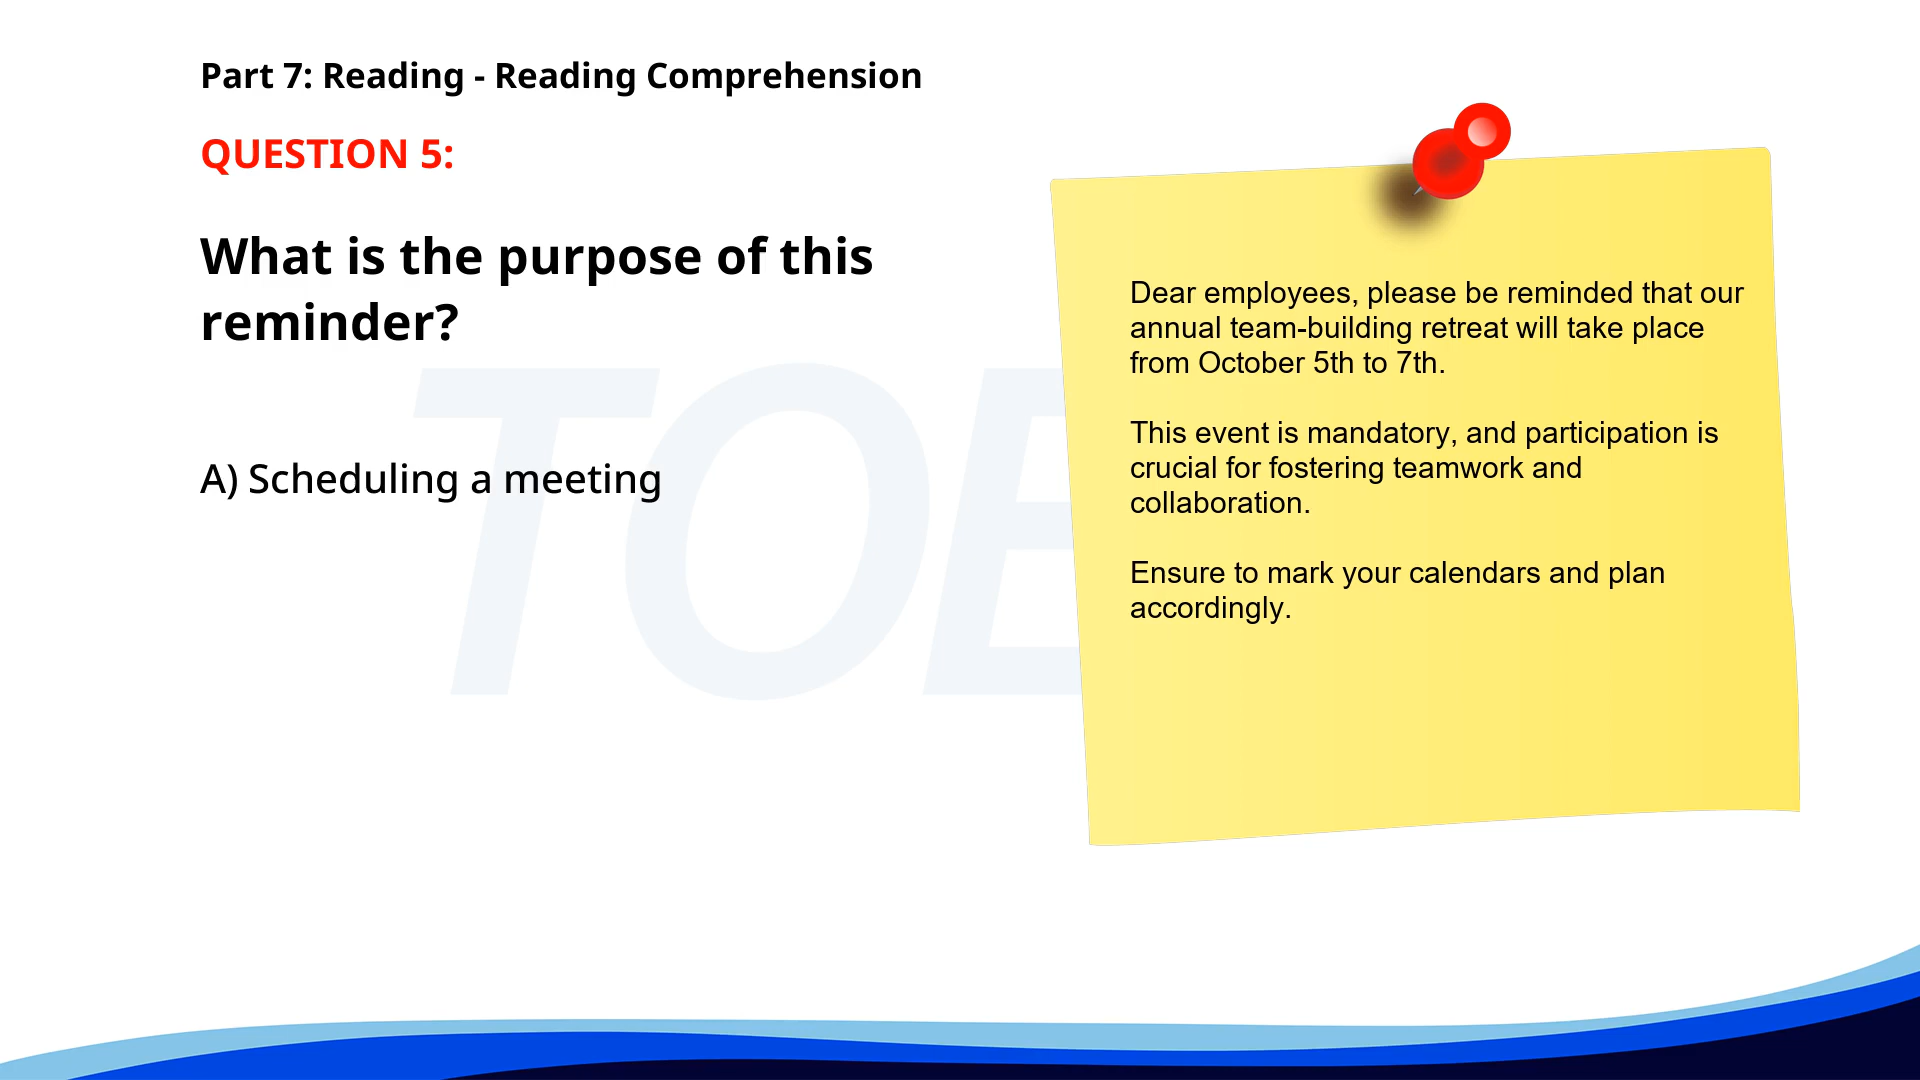 Part 7: Reading - Reading Comprehension
QUESTION 5:
What is the purpose of this
reminder?
A) Scheduling a meeting
Dear employees, please be reminded that our
annual team-building retreat will take place
from October 5th to 7th.
This event is mandatory, and participation is
crucial for fostering teamwork and
collaboration.
Ensure to mark your calendars and plan
accordingly.